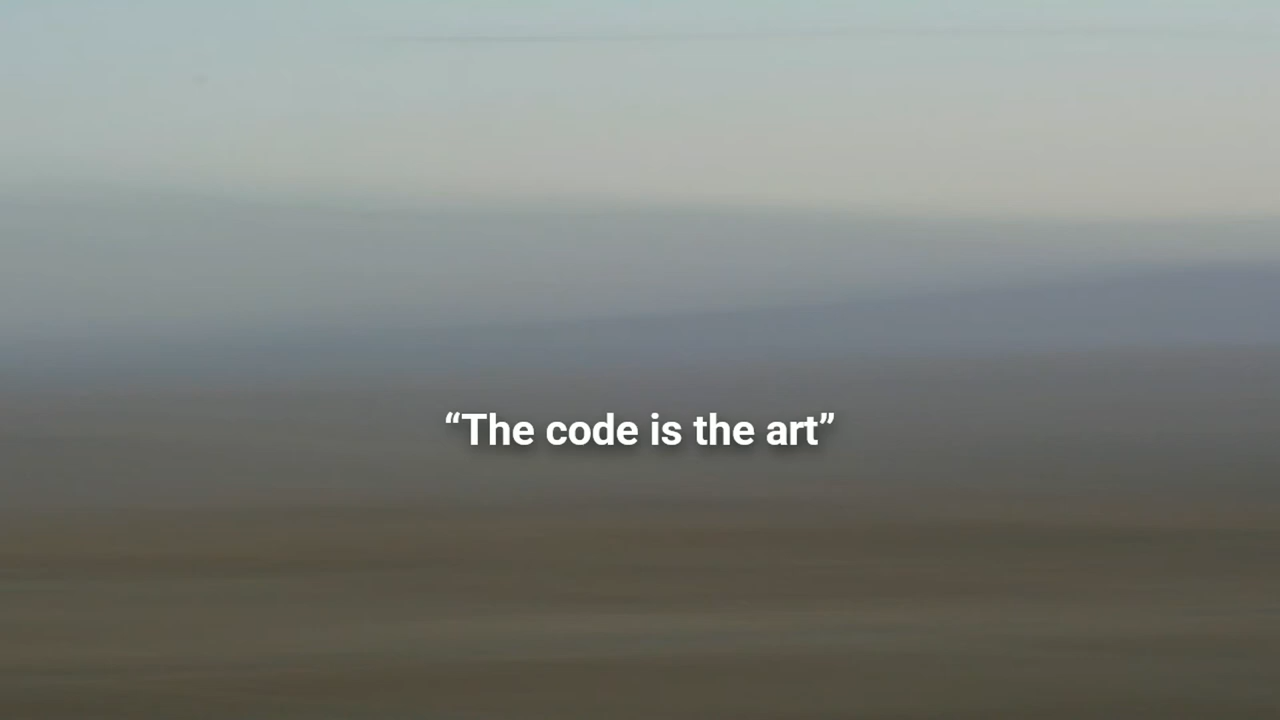 “The code is the art”